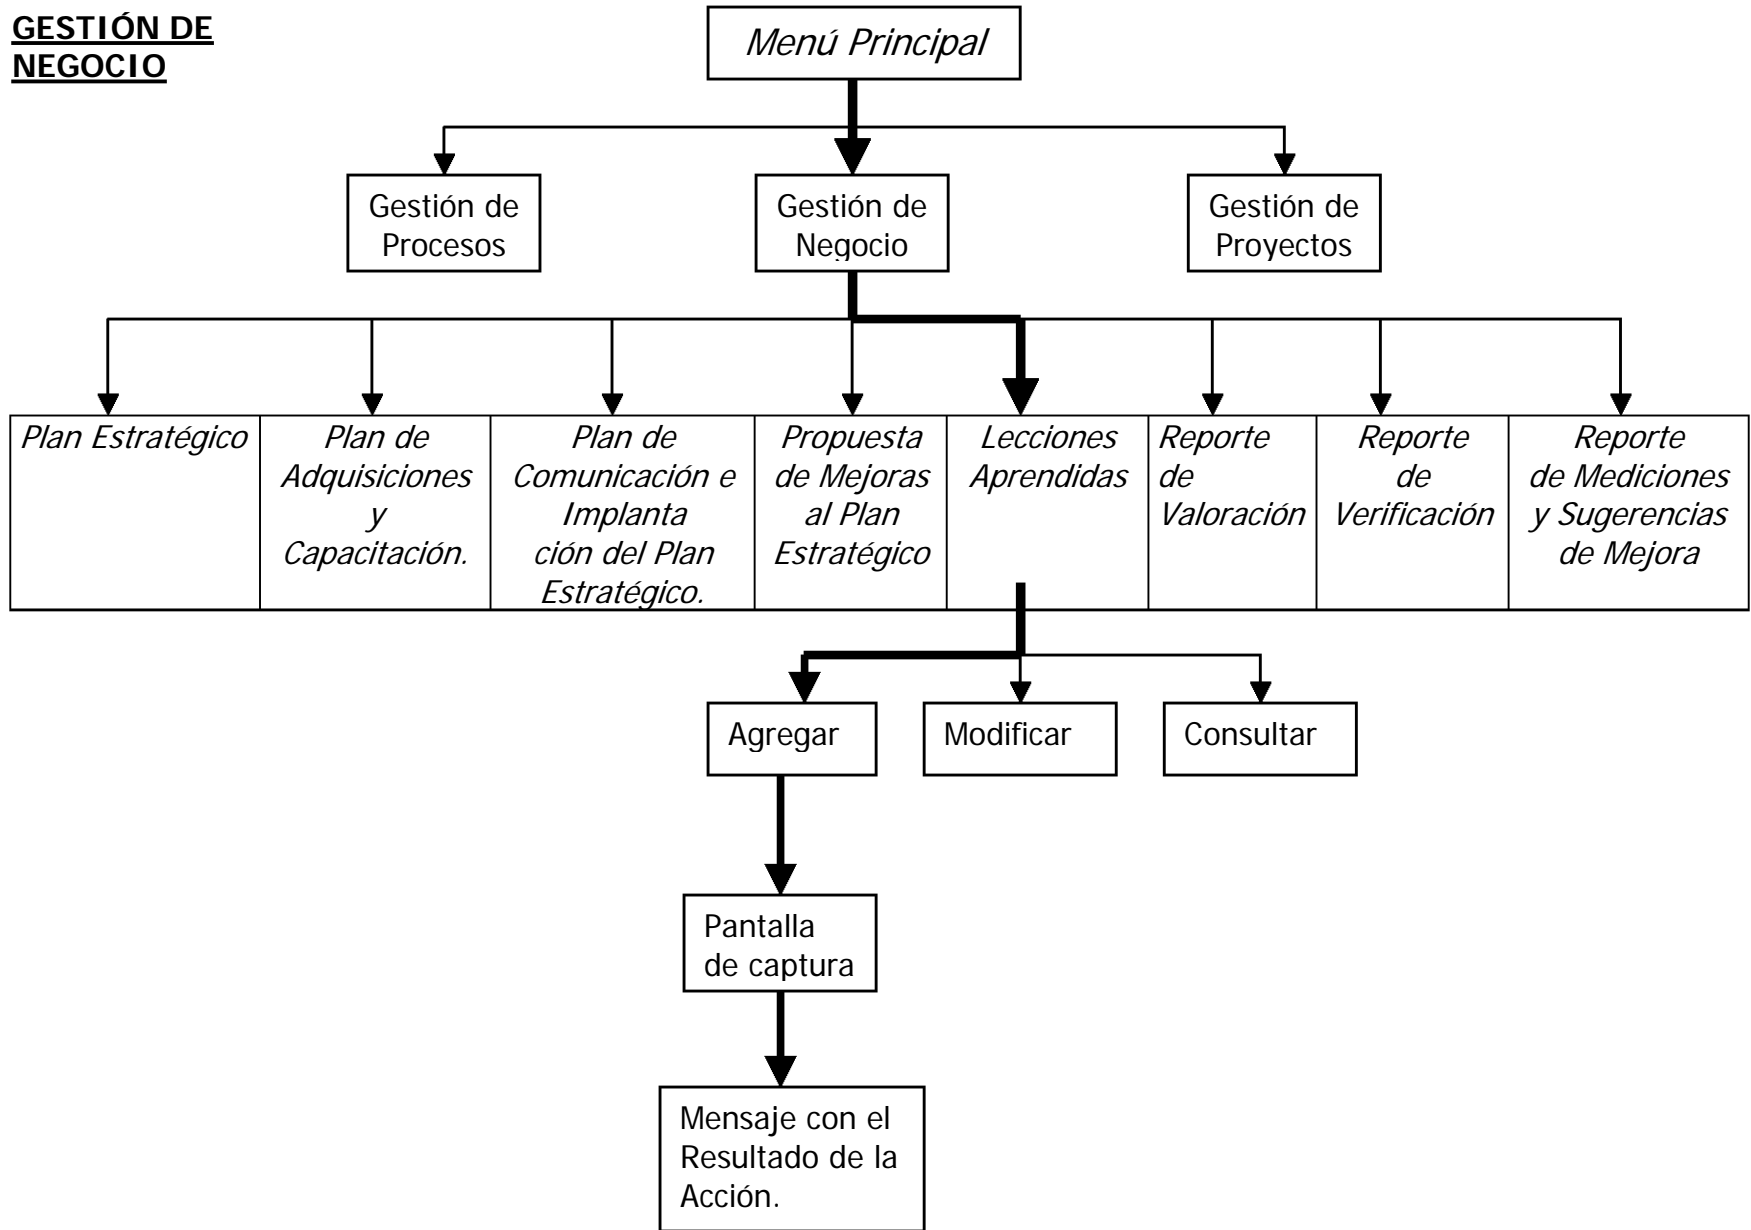 GESTIÓN DE
NEGOCIO
Menú Principal
Gestión de
Procesos
Gestión de
Negocio
Gestión de
Proyectos
Plan Estratégico
Plan de
Adquisiciones
y
Capacitación.
Plan de
Comunicación e
Implanta
ción del Plan
Estratégico.
Propuesta
de Mejoras
al Plan
Estratégico
Lecciones
Aprendidas
Reporte
de
Valoración
Reporte
de
Verificación
Reporte
de Mediciones
y Sugerencias
de Mejora
Agregar
Modificar
Consultar
Pantalla
de captura
Mensaje con el
Resultado de la
Acción.